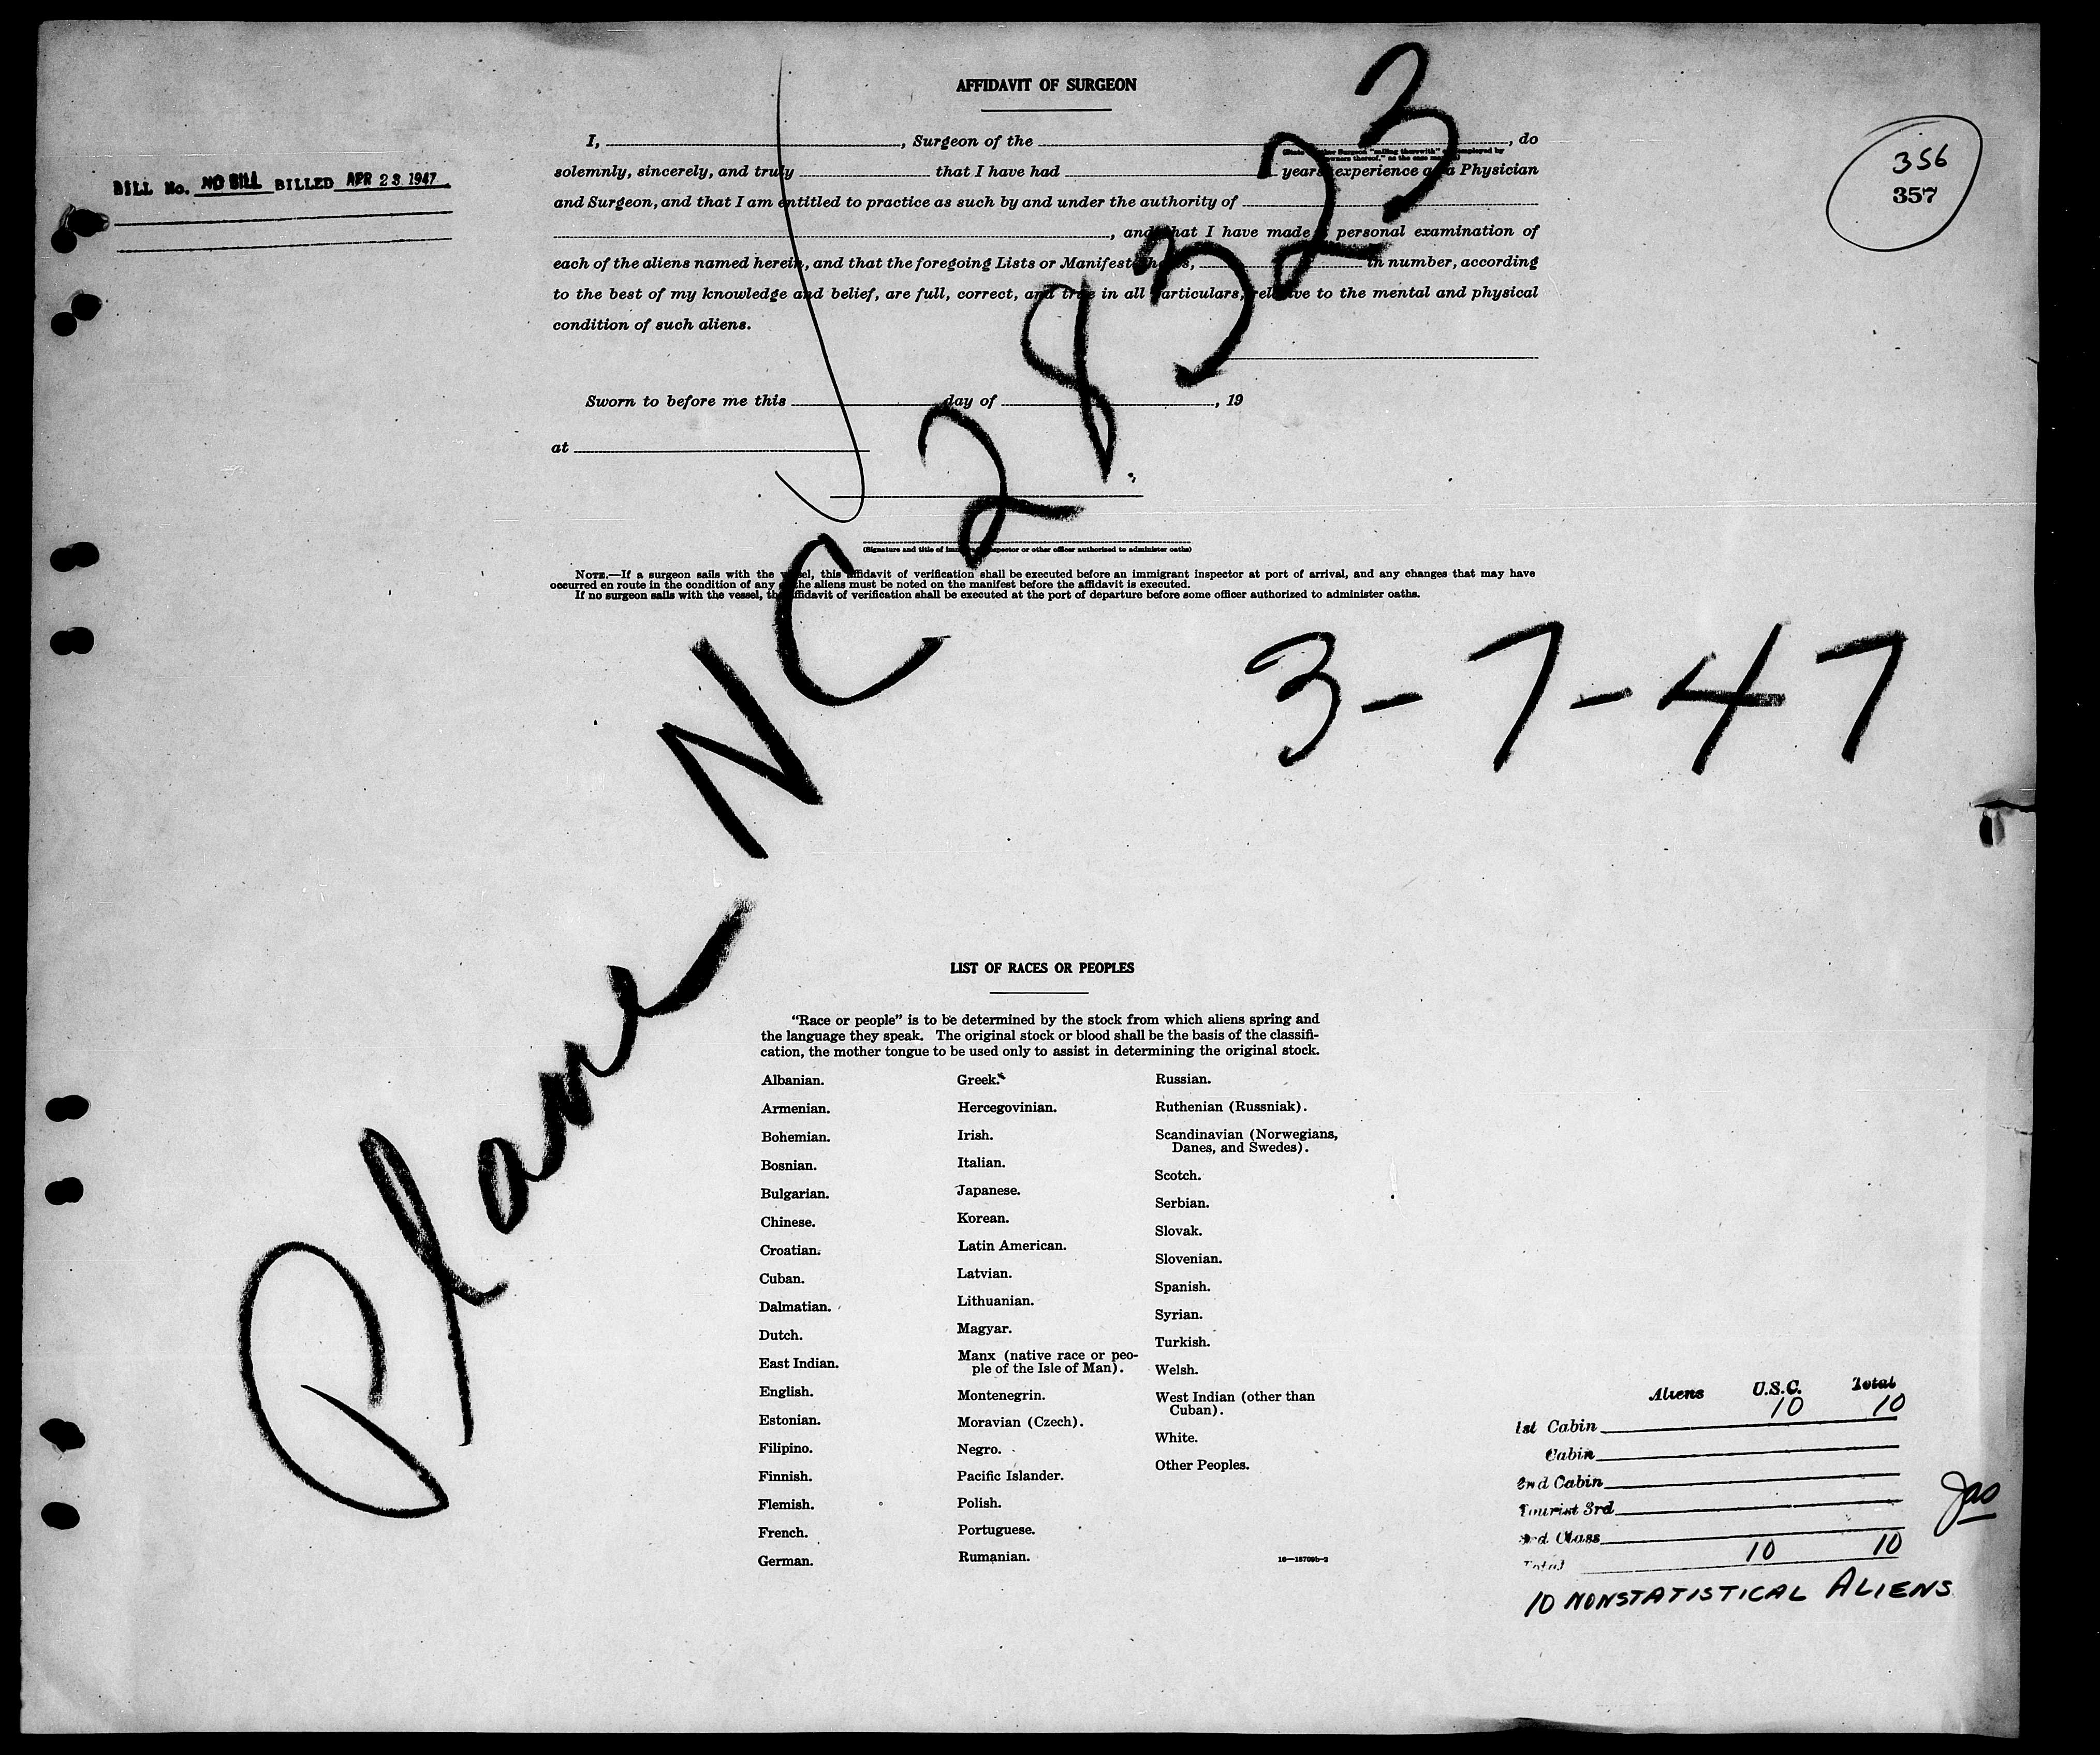 AFFIDAVIT OF SURGEON
I, , Surgeon of the , do
solemnly, sincerely, and truly that I have had years experience as a Physician
and Surgeon, and that I am entitled to practice as such by and under the authority of
, and that I have made a personal examination of
each of the aliens named herein, and that the foregoing Lists or Manifest Sheets, in number, according
to the best of my knowledge and belief, are full, correct, and true in all particulars, relative to the mental and physical
condition of such aliens.
Sworn to before me this day of , 19
at
(Signature and title of immigrant inspector or other officer authorized to administer oaths)
NOTE.—If a surgeon sails with the vessel, this affidavit of verification shall be executed before an immigrant inspector at port of arrival, and any changes that may have
occurred en route in the condition of any of the aliens must be noted on the manifest before the affidavit is executed.
If no surgeon sails with the vessel, this affidavit of verification shall be executed at the port of departure before some officer authorized to administer oaths.
BILL No. NO BILL BILLED APR 23 1947
356
357
Plane NC 28323
3-7-47
LIST OF RACES OR PEOPLES
"Race or people" is to be determined by the stock from which aliens spring and
the language they speak. The original stock or blood shall be the basis of the classifi-
cation, the mother tongue to be used only to assist in determining the original stock.
Albanian.
Armenian.
Bohemian.
Bosnian.
Bulgarian.
Chinese.
Croatian.
Cuban.
Dalmatian.
Dutch.
East Indian.
English.
Estonian.
Filipino.
Finnish.
Flemish.
French.
German.
Greek.
Hercegovinian.
Irish.
Italian.
Japanese.
Korean.
Latin American.
Latvian.
Lithuanian.
Magyar.
Manx (native race or peo-
ple of the Isle of Man).
Montenegrin.
Moravian (Czech).
Negro.
Pacific Islander.
Polish.
Portuguese.
Rumanian.
Russian.
Ruthenian (Russniak).
Scandinavian (Norwegians,
Danes, and Swedes).
Scotch.
Serbian.
Slovak.
Slovenian.
Spanish.
Syrian.
Turkish.
Welsh.
West Indian (other than
Cuban).
White.
Other Peoples.
Aliens U.S.C. Total
1st Cabin 10 10
Cabin
2nd Cabin
Tourist 3rd
3rd Class
Total 10 10
10 NONSTATISTICAL ALIENS